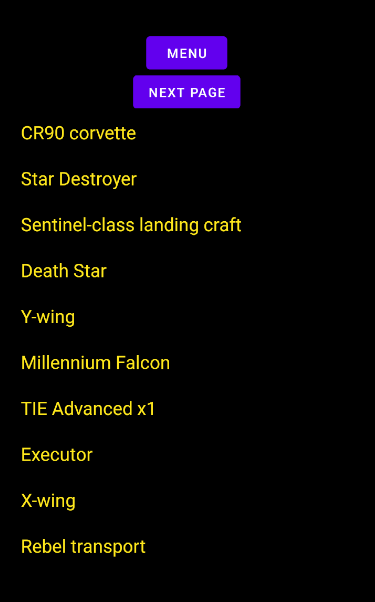 MENU
NEXT PAGE
CR90 corvette
Star Destroyer
Sentinel-class landing craft
Death Star
Y-wing
Millennium Falcon
TIE Advanced x1
Executor
X-wing
Rebel transport